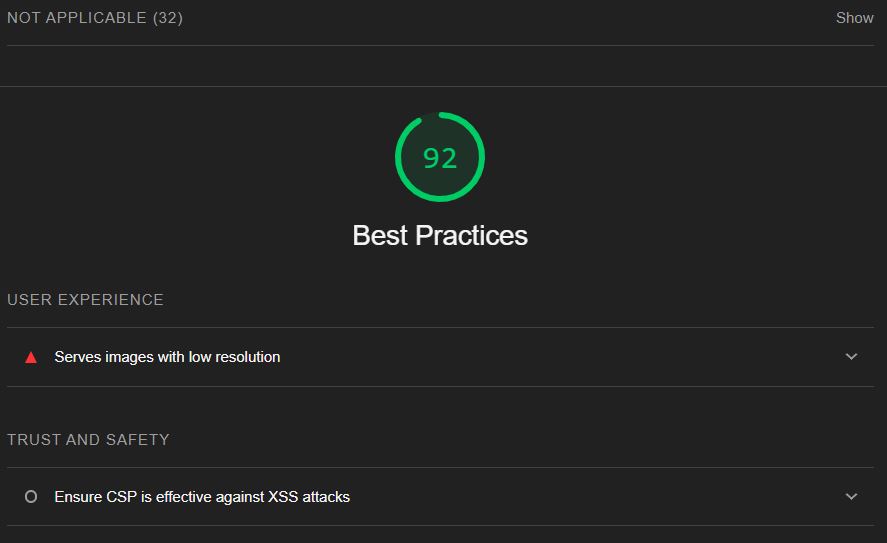 NOT APPLICABLE (32) Show
92
Best Practices
USER EXPERIENCE
Serves images with low resolution
TRUST AND SAFETY
Ensure CSP is effective against XSS attacks